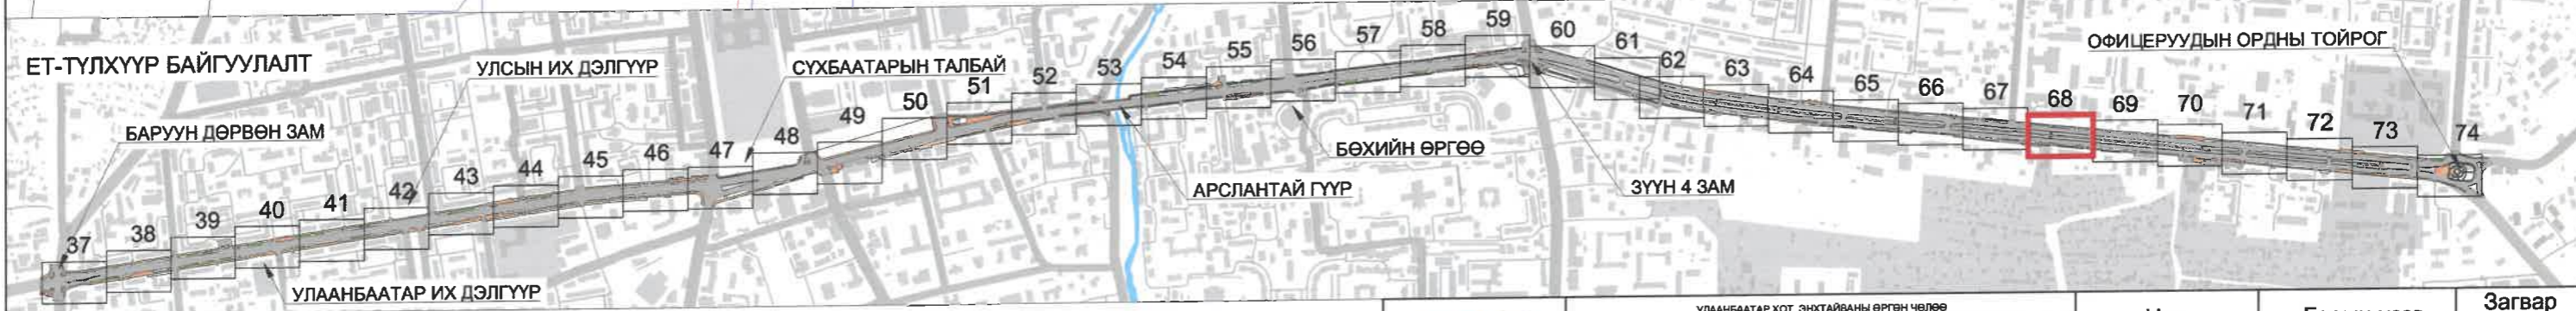 ЕТ-ТҮЛХҮҮР БАЙГУУЛАЛТ
УЛСЫН ИХ ДЭЛГҮҮР
СҮХБААТАРЫН ТАЛБАЙ
ОФИЦЕРУУДЫН ОРДНЫ ТОЙРОГ
БАРУУН ДӨРВӨН ЗАМ
БӨХИЙН ӨРГӨӨ
АРСЛАНТАЙ ГҮҮР
ЗҮҮН 4 ЗАМ
УЛААНБААТАР ИХ ДЭЛГҮҮР
37 38 39 40 41 42 43 44 45 46 47 48 49 50 51 52 53 54 55 56 57 58 59 60 61 62 63 64 65 66 67 68 69 70 71 72 73 74
УЛААНБААТАР ХОТ, ЭНХТАЙВАНЫ ӨРГӨН ЧӨЛӨӨ
Загвар